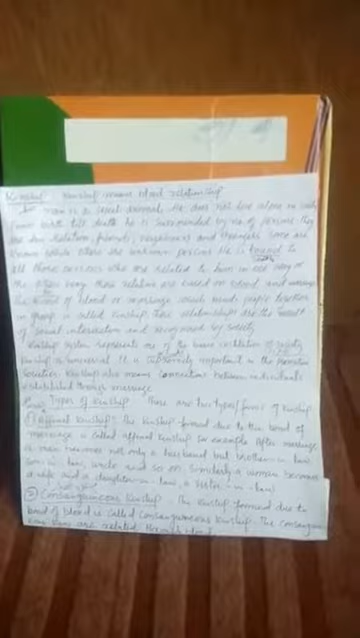 Kinship Kinship means blood relationship
man is a social animal. He does not live alone in society
From birth till death he is surrounded by no of persons they
are his relative, friends, neighbours and strangers some are
known while others are unknown persons. He is bound to
All those persons who are related to him in one way or
the other way these relation are based on blood and marriage
the bond of blood or marriage which binds people together
in group is called kinship. These relationships are the result
of social interaction and recognised by society
Kinship system represents one of the basic institution of society
Kinship is universal. It is extremely important in the
Societies. Kinship also means connection between individuals
established through marriage
Types of Kinship - There are two types/forms of kinship
① Affinal Kinship - The kinship formed due to the bond of
marriage is called affinal kinship for example After marriage
a man becomes not only a husband but brother-in-law
Son-in law, uncle and so on. Similarly a woman becomes
a wife and a daughter-in-law, a sister-in-law
② Consanguineous Kinship - The kinship formed due to
bond of blood is called Consanguineous kinship. The
are related through blood